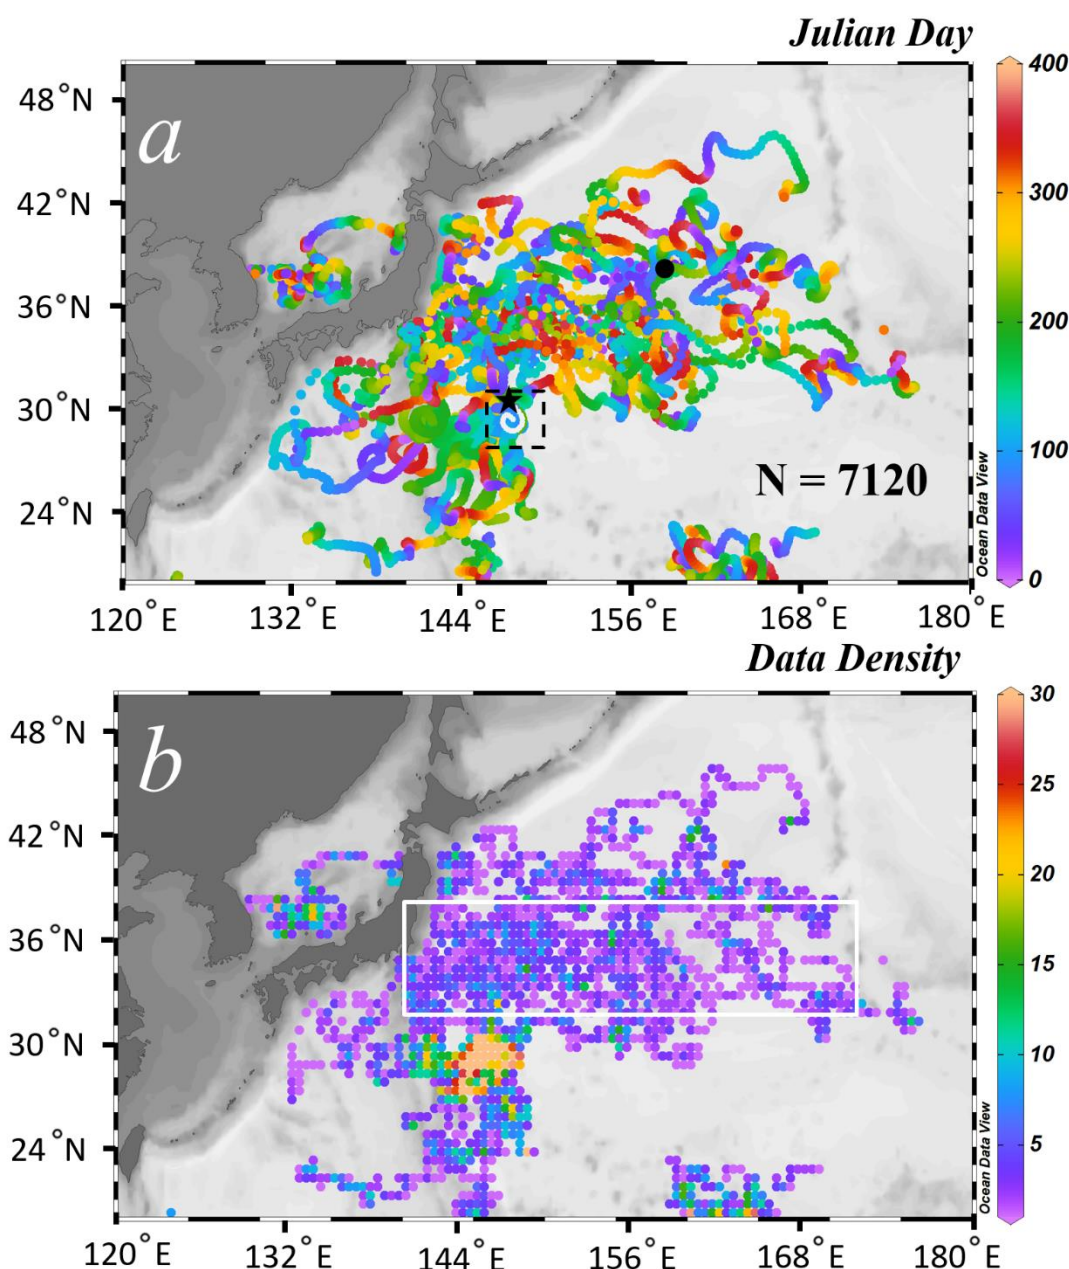 Julian Day
400
48°N
a
42°N
300
36°N
200
30°N
100
N = 7120
24°N
Ocean Data View
0
120°E 132°E 144°E 156°E 168°E 180°E
Data Density
30
48°N
b
25
42°N
20
36°N
15
30°N
10
24°N
5
Ocean Data View
120°E 132°E 144°E 156°E 168°E 180°E